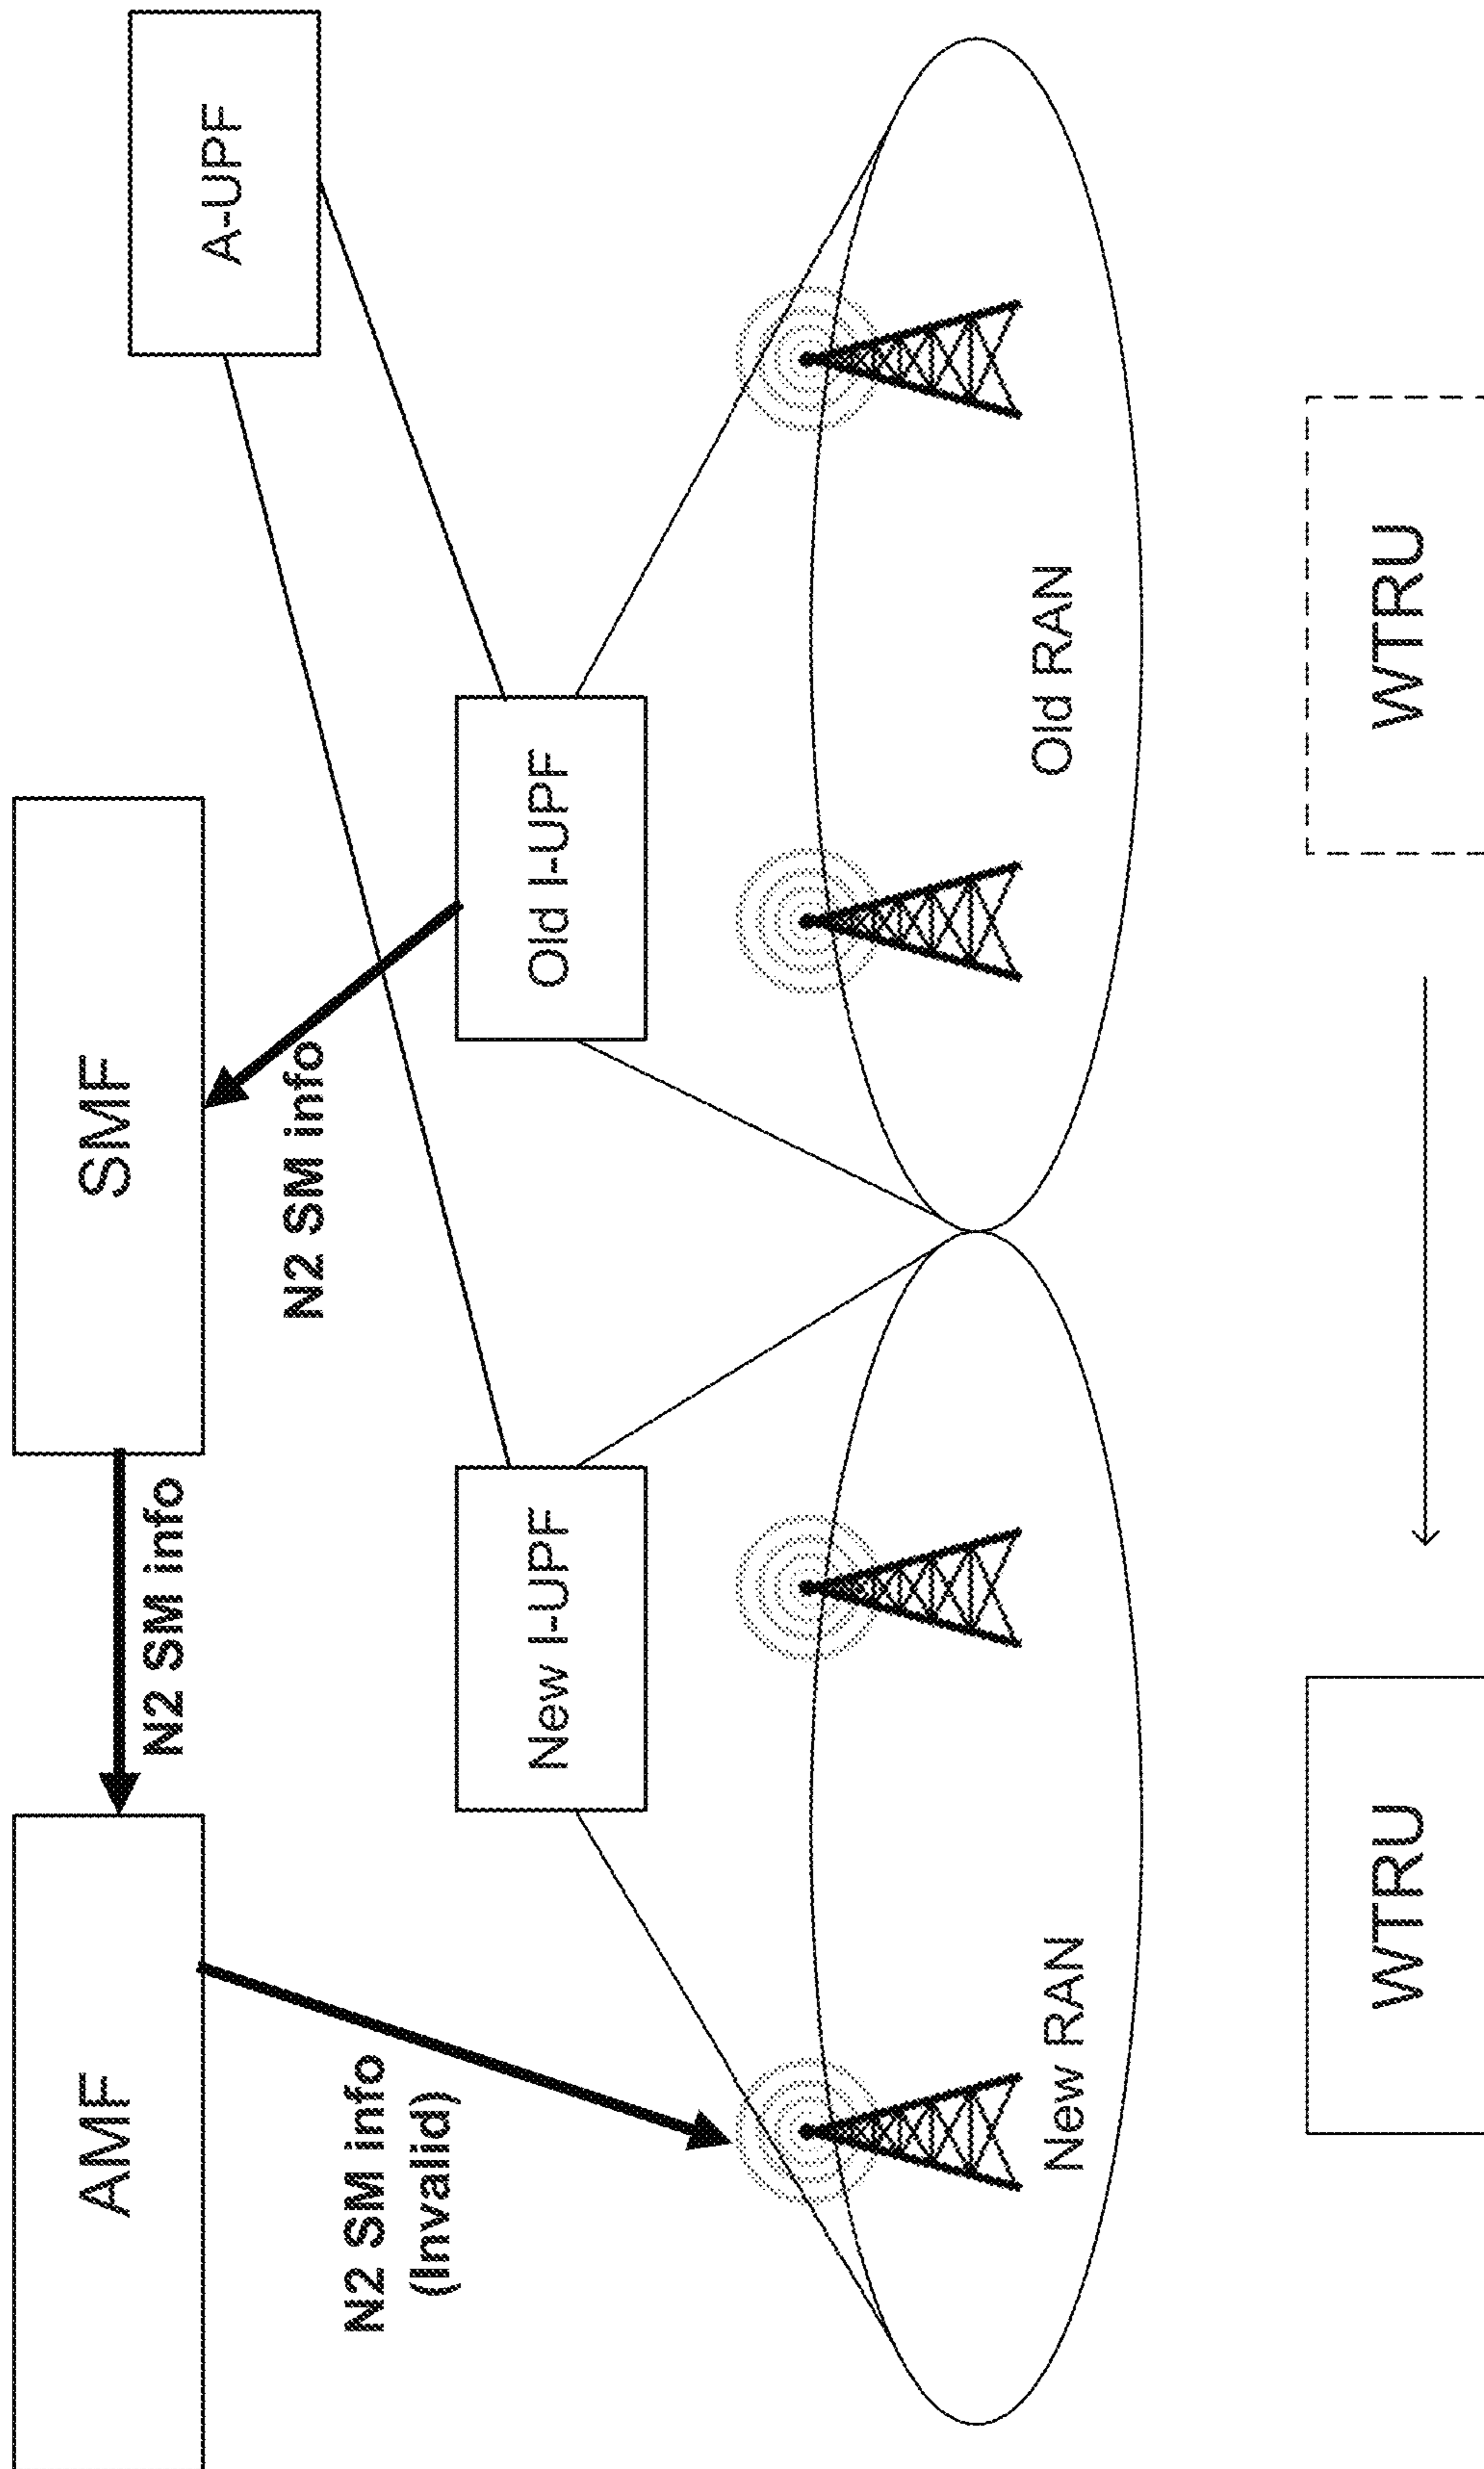 AMF
SMF
N2 SM info
A-UPF
N2 SM info
N2 SM info
(Invalid)
New I-UPF
Old I-UPF
New RAN
Old RAN
WTRU
WTRU